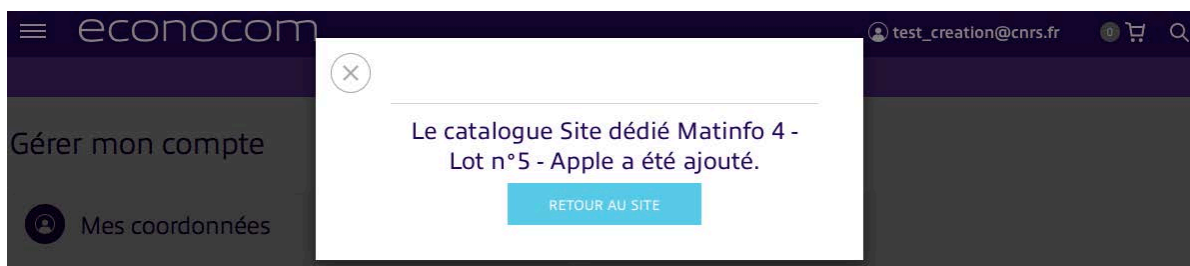 econocom
test_creation@cnrs.fr
0
Le catalogue Site dédié Matinfo 4 -
Lot n°5 - Apple a été ajouté.
Gérer mon compte
RETOUR AU SITE
Mes coordonnées